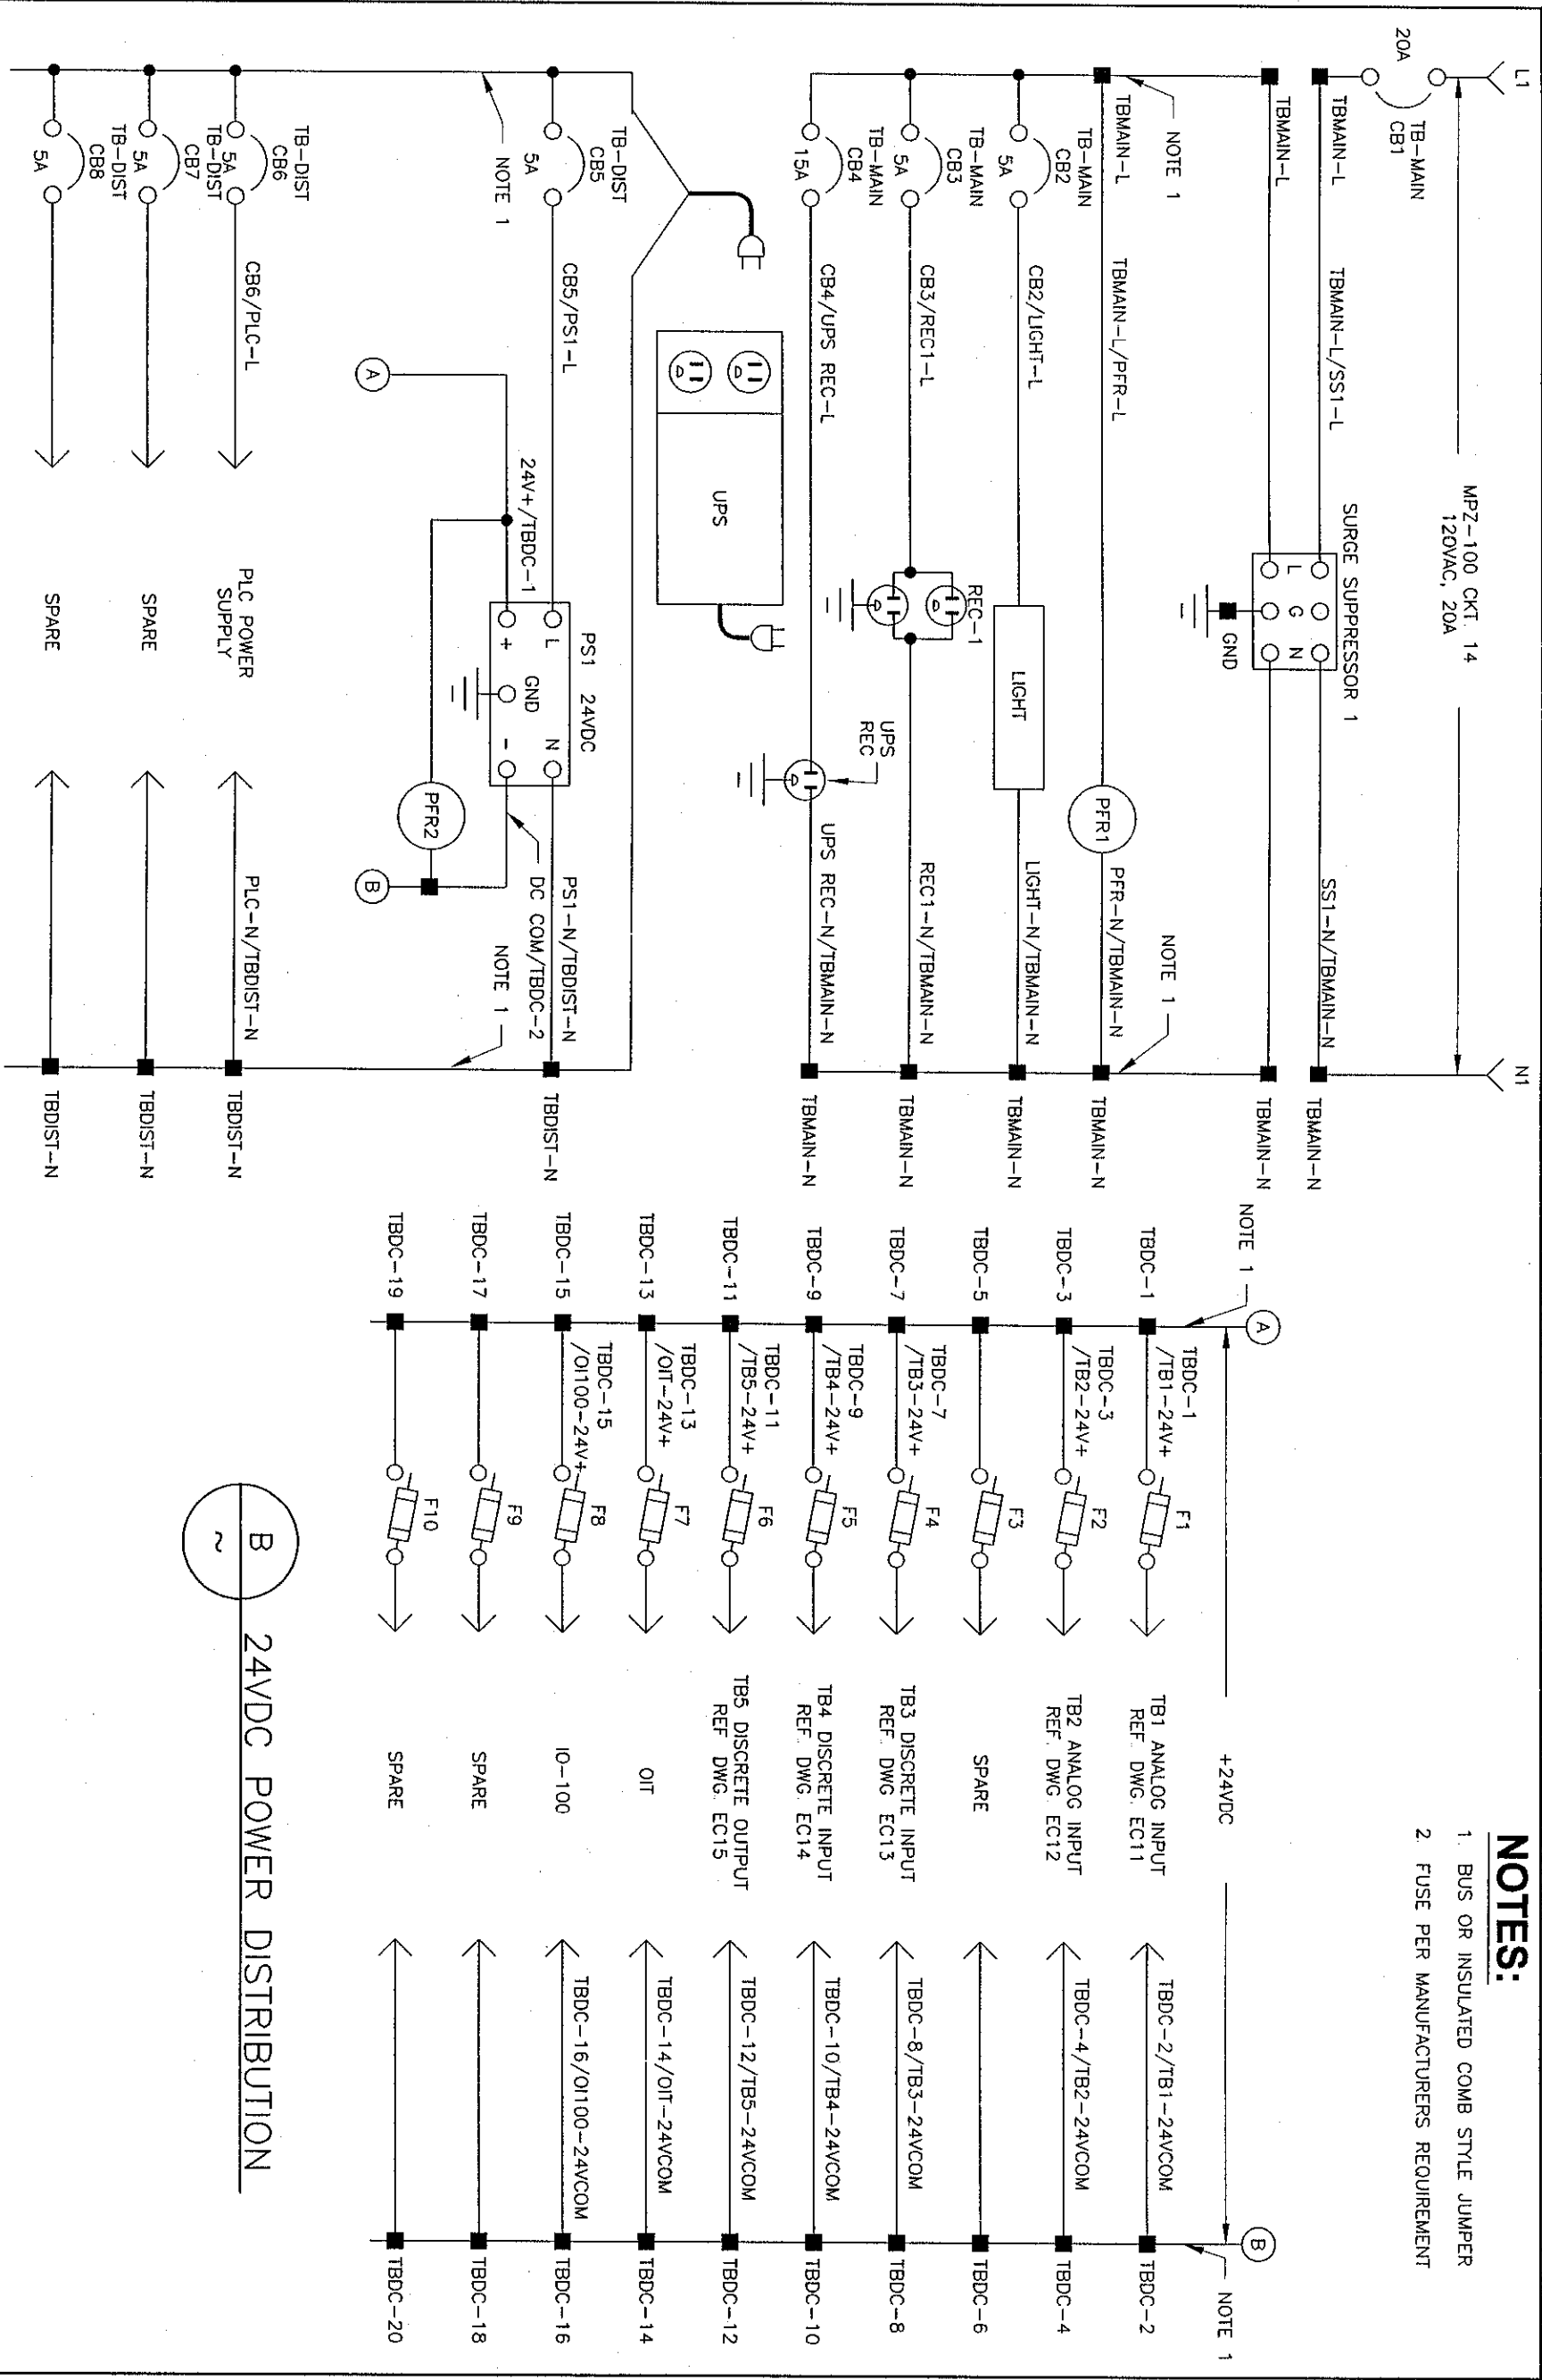 L1
N1
MPZ-100 CKT. 14
120VAC, 20A
20A
TB-MAIN
CB1
SURGE SUPPRESSOR 1
TBMAIN-L
TBMAIN-L/SS1-L
L G N
SS1-N/TBMAIN-N
TBMAIN-N
TBMAIN-L
GND
TBMAIN-N
NOTE 1
NOTE 1
TBMAIN-L
TBMAIN-L/PFR-L
PFR1
PFR-N/TBMAIN-N
TBMAIN-N
TB-MAIN
CB2
5A
CB2/LIGHT-L
LIGHT
LIGHT-N/TBMAIN-N
TBMAIN-N
TB-MAIN
CB3
5A
CB3/REC1-L
REC-1
REC1-N/TBMAIN-N
TBMAIN-N
TB-MAIN
CB4
15A
CB4/UPS REC-L
UPS
REC
UPS REC-N/TBMAIN-N
TBMAIN-N
UPS
TB-DIST
CB5
5A
CB5/PS1-L
PS1 24VDC
L N
GND
+ -
PS1-N/TBDIST-N
TBDIST-N
24V+/TBDC-1
DC COM/TBDC-2
NOTE 1
NOTE 1
A
PFR2
B
TB-DIST
CB6
5A
CB6/PLC-L
PLC POWER
SUPPLY
PLC-N/TBDIST-N
TBDIST-N
TB-DIST
CB7
5A
SPARE
TBDIST-N
TB-DIST
CB8
5A
SPARE
TBDIST-N
NOTES:
1. BUS OR INSULATED COMB STYLE JUMPER
2. FUSE PER MANUFACTURERS REQUIREMENT
A
+24VDC
B
NOTE 1
NOTE 1
TBDC-1
TBDC-1
/TB1-24V+
F1
TB1 ANALOG INPUT
REF. DWG. EC11
TBDC-2/TB1-24VCOM
TBDC-2
TBDC-3
TBDC-3
/TB2-24V+
F2
TB2 ANALOG INPUT
REF. DWG. EC12
TBDC-4/TB2-24VCOM
TBDC-4
TBDC-5
F3
SPARE
TBDC-6
TBDC-7
TBDC-7
/TB3-24V+
F4
TB3 DISCRETE INPUT
REF. DWG EC13
TBDC-8/TB3-24VCOM
TBDC-8
TBDC-9
TBDC-9
/TB4-24V+
F5
TB4 DISCRETE INPUT
REF. DWG. EC14
TBDC-10/TB4-24VCOM
TBDC-10
TBDC-11
TBDC-11
/TB5-24V+
F6
TB5 DISCRETE OUTPUT
REF DWG. EC15
TBDC-12/TB5-24VCOM
TBDC-12
TBDC-13
TBDC-13
/OIT-24V+
F7
OIT
TBDC-14/OIT-24VCOM
TBDC-14
TBDC-15
TBDC-15
/OI100-24V+
F8
IO-100
TBDC-16/OI100-24VCOM
TBDC-16
TBDC-17
F9
SPARE
TBDC-18
TBDC-19
F10
SPARE
TBDC-20
B
~
24VDC POWER DISTRIBUTION